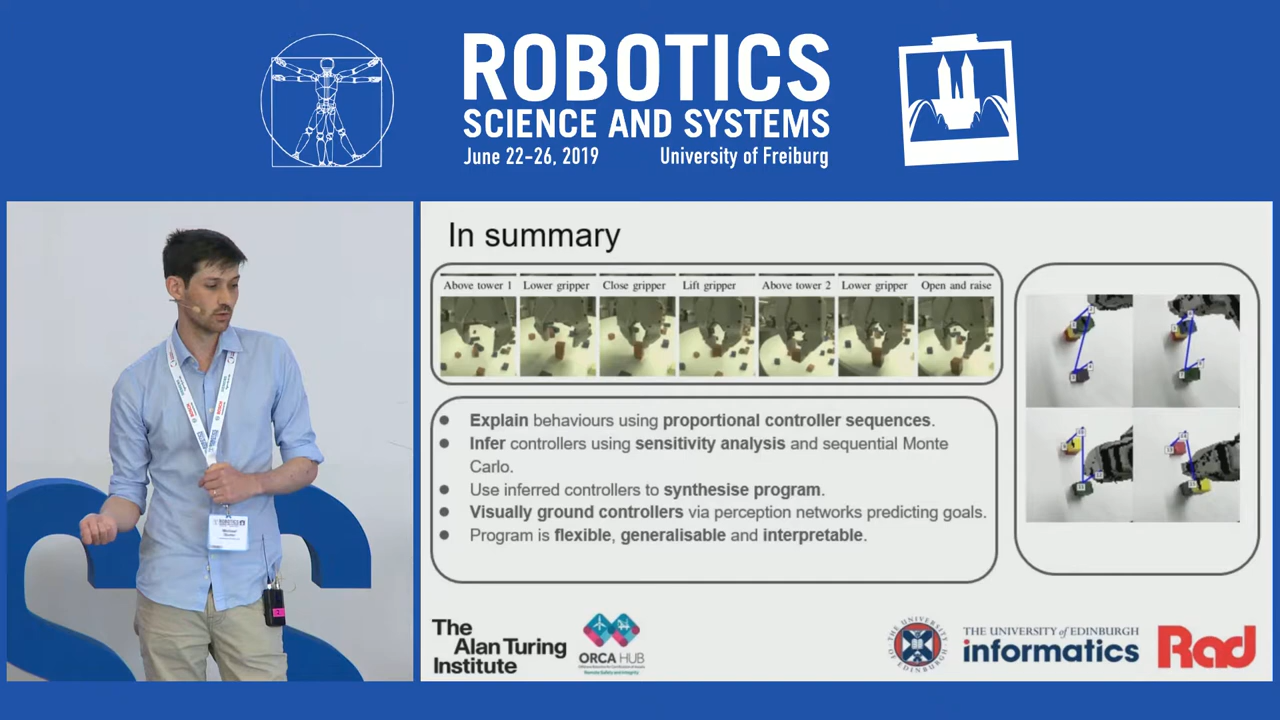 ROBOTICS
SCIENCE AND SYSTEMS
June 22-26, 2019 University of Freiburg
In summary
Above tower 1 Lower gripper Close gripper Lift gripper Above tower 2 Lower gripper Open and raise
Explain behaviours using proportional controller sequences.
Infer controllers using sensitivity analysis and sequential Monte
Carlo.
Use inferred controllers to synthesise program.
Visually ground controllers via perception networks predicting goals.
Program is flexible, generalisable and interpretable.
ROBOTICS
The
Alan Turing
Institute
ORCA HUB
THE UNIVERSITY of EDINBURGH
informatics
Rad